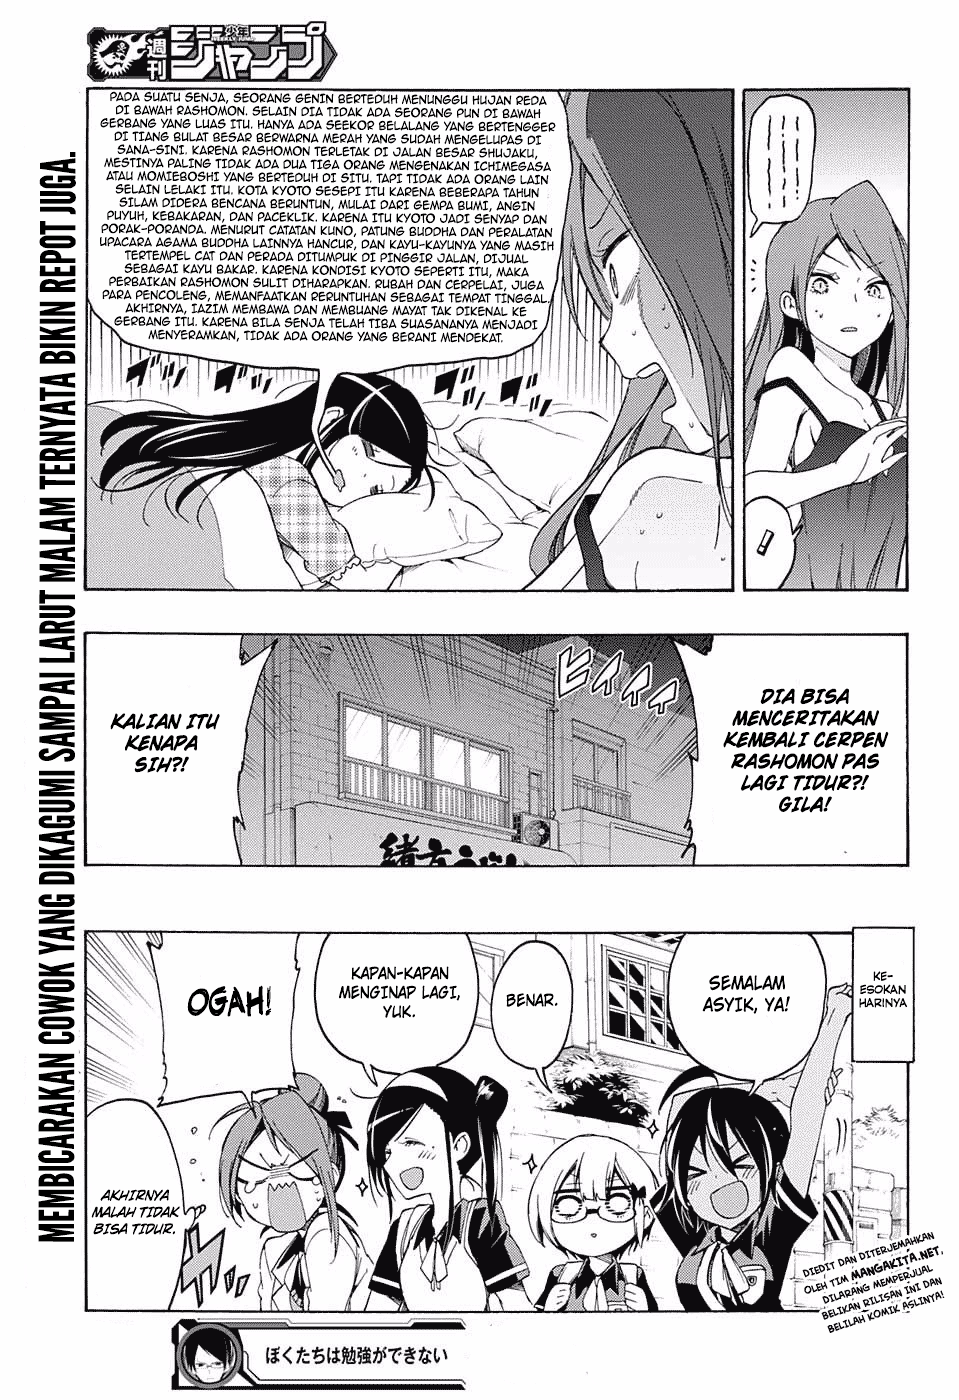 週刊
少年
ジャンプ
PADA SUATU SENJA, SEORANG GENIN BERTEDUH MENUNGGU HUJAN REDA
DI BAWAH RASHOMON. SELAIN DIA TIDAK ADA SEORANG PUN DI BAWAH
GERBANG YANG LUAS ITU. HANYA ADA SEEKOR BELALANG YANG BERTENGGER
DI TIANG BULAT BESAR BERWARNA MERAH YANG SUDAH MENGELUPAS DI
SANA-SINI. KARENA RASHOMON TERLETAK DI JALAN BESAR SHUJAKU,
MESTINYA PALING TIDAK ADA DUA TIGA ORANG MENGENAKAN ICHIMEGASA
ATAU MOMIEBOSHI YANG BERTEDUH DI SITU. TAPI TIDAK ADA ORANG LAIN
SELAIN LELAKI ITU. KOTA KYOTO SESEPI ITU KARENA BEBERAPA TAHUN
SILAM DIDERA BENCANA BERUNTUN, MULAI DARI GEMPA BUMI, ANGIN
PUYUH, KEBAKARAN, DAN PACEKLIK. KARENA ITU KYOTO JADI SENYAP DAN
PORAK-PORANDA. MENURUT CATATAN KUNO, PATUNG BUDDHA DAN PERALATAN
UPACARA AGAMA BUDDHA LAINNYA HANCUR, DAN KAYU-KAYUNYA YANG MASIH
TERTEMPEL CAT DAN PERADA DITUMPUK DI PINGGIR JALAN, DIJUAL
SEBAGAI KAYU BAKAR. KARENA KONDISI KYOTO SEPERTI ITU, MAKA
PERBAIKAN RASHOMON SULIT DIHARAPKAN. RUBAH DAN CERPELAI, JUGA
PARA PENCOLENG, MEMANFAATKAN RERUNTUHAN SEBAGAI TEMPAT TINGGAL.
AKHIRNYA, IAZIM MEMBAWA DAN MEMBUANG MAYAT TAK DIKENAL KE
GERBANG ITU. KARENA BILA SENJA TELAH TIBA SUASANANYA MENJADI
MENYERAMKAN, TIDAK ADA ORANG YANG BERANI MENDEKAT.
!
DIA BISA
MENCERITAKAN
KEMBALI CERPEN
RASHOMON PAS
LAGI TIDUR?!
GILA!
KALIAN ITU
KENAPA
SIH?!
KE-
ESOKAN
HARINYA
SEMALAM
ASYIK, YA!
BENAR.
KAPAN-KAPAN
MENGINAP LAGI,
YUK.
OGAH!
AKHIRNYA
MALAH TIDAK
BISA TIDUR.
MEMBICARAKAN COWOK YANG DIKAGUMI SAMPAI LARUT MALAM TERNYATA BIKIN REPOT JUGA.
DIEDIT DAN DITERJEMAHKAN
OLEH TIM MANGAKITA.NET.
DILARANG MEMPERJUAL
BELIKAN RILISAN INI DAN
BELILAH KOMIK ASLINYA!
ぼくたちは勉強ができない